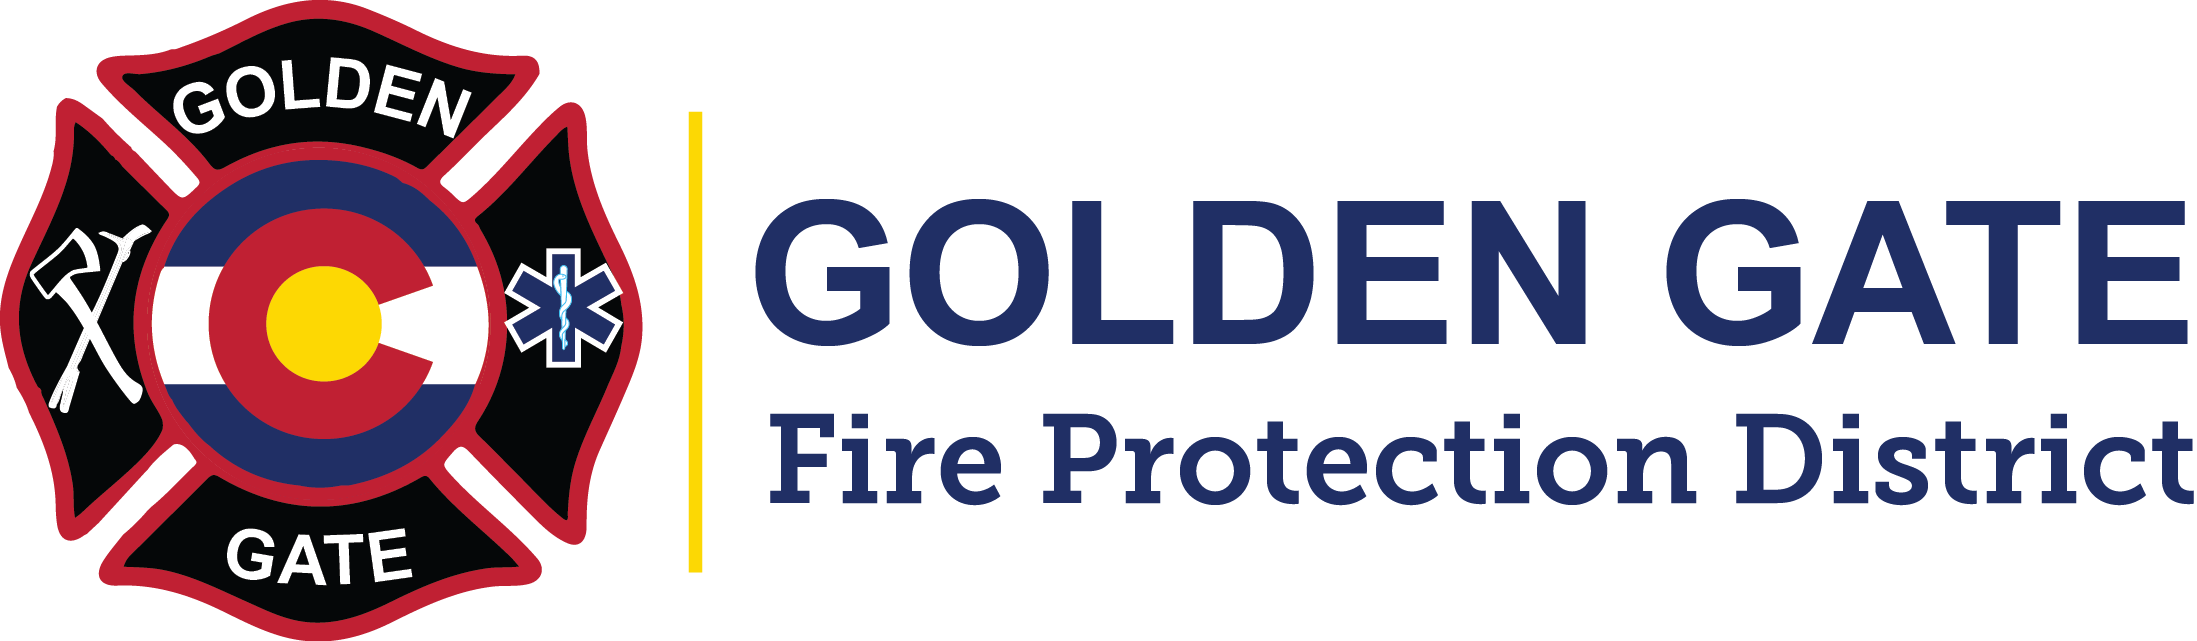 GOLDEN
GATE
GOLDEN GATE
Fire Protection District